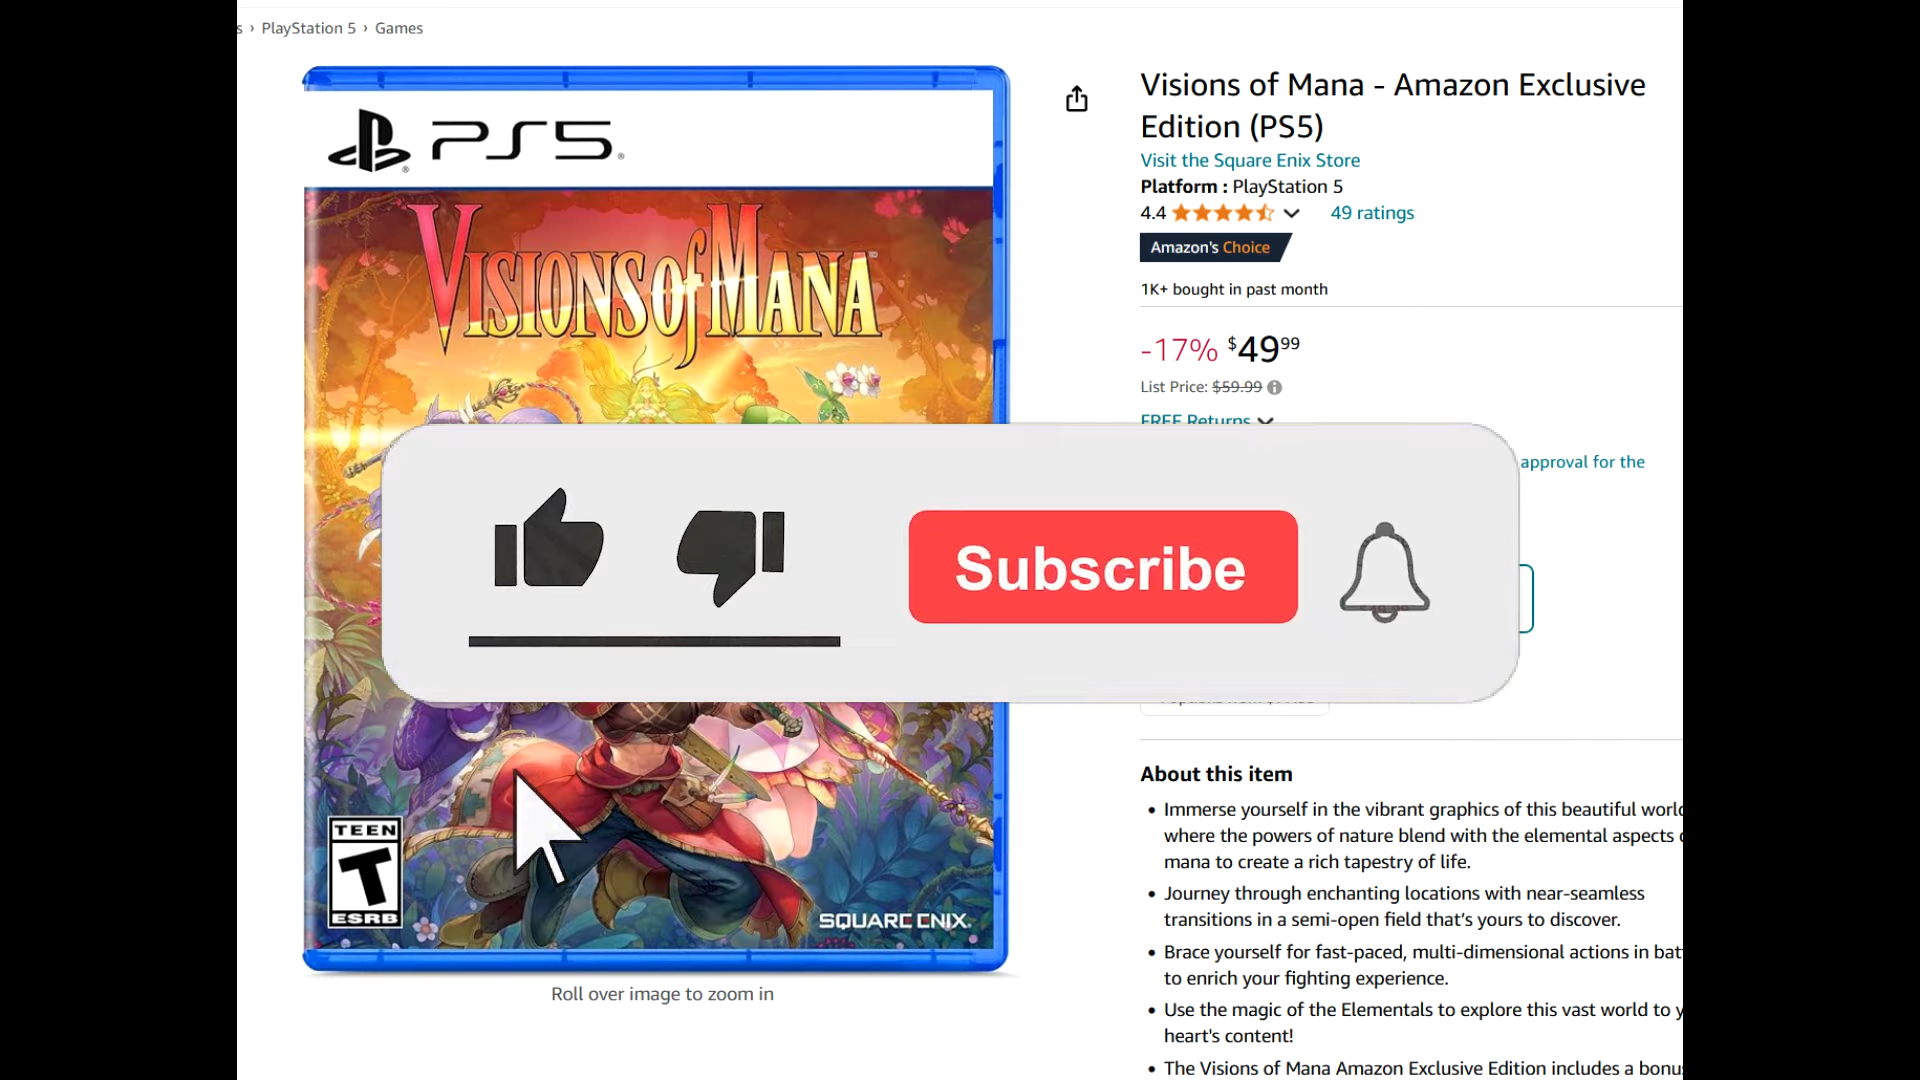 s › PlayStation 5 › Games
PS5
VISIONS of MANA
TEEN
T
ESRB
SQUARE ENIX
Roll over image to zoom in
Visions of Mana - Amazon Exclusive
Edition (PS5)
Visit the Square Enix Store
Platform : PlayStation 5
4.4 49 ratings
Amazon's Choice
1K+ bought in past month
-17% $49 99
List Price: $59.99
FREE Returns
approval for the
Subscribe
About this item
• Immerse yourself in the vibrant graphics of this beautiful world
where the powers of nature blend with the elemental aspects
mana to create a rich tapestry of life.
• Journey through enchanting locations with near-seamless
transitions in a semi-open field that's yours to discover.
• Brace yourself for fast-paced, multi-dimensional actions in bat
to enrich your fighting experience.
• Use the magic of the Elementals to explore this vast world to y
heart's content!
• The Visions of Mana Amazon Exclusive Edition includes a bonu